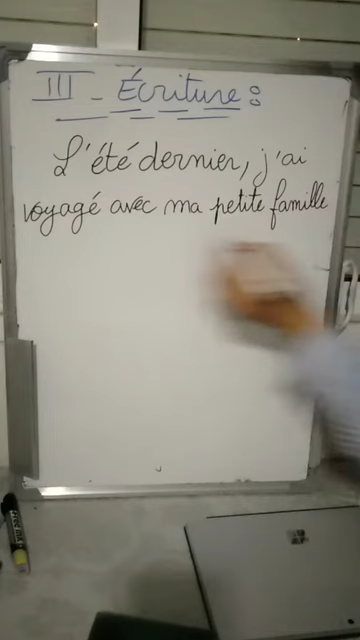 III - Écriture :
L'été dernier, j'ai
voyagé avec ma petite famille